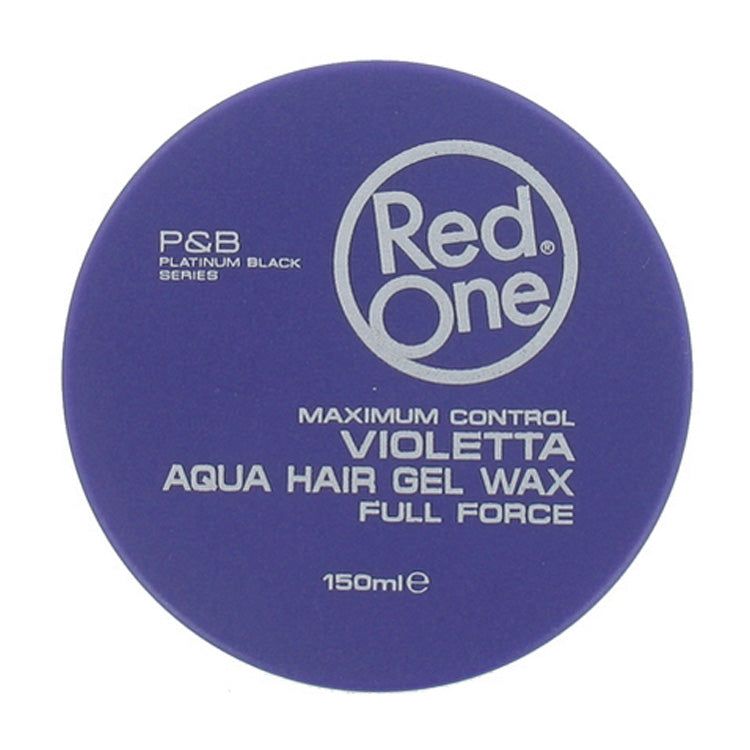 Red®
One
P&B
PLATINUM BLACK
SERIES
MAXIMUM CONTROL
VIOLETTA
AQUA HAIR GEL WAX
FULL FORCE
150ml℮